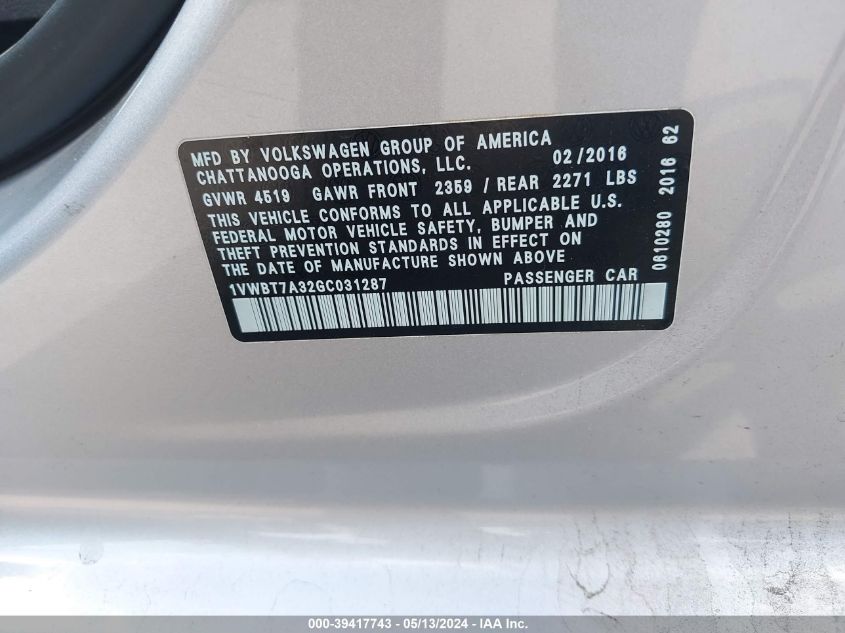 MFD BY VOLKSWAGEN GROUP OF AMERICA
CHATTANOOGA OPERATIONS, LLC. 02/2016
GVWR 4519 GAWR FRONT 2359 / REAR 2271 LBS
THIS VEHICLE CONFORMS TO ALL APPLICABLE U.S.
FEDERAL MOTOR VEHICLE SAFETY, BUMPER AND
THEFT PREVENTION STANDARDS IN EFFECT ON
THE DATE OF MANUFACTURE SHOWN ABOVE
1VWBT7A32GC031287 PASSENGER CAR
0610280 2016 62
000-39417743 / 05/13/2024 - IAA Inc.